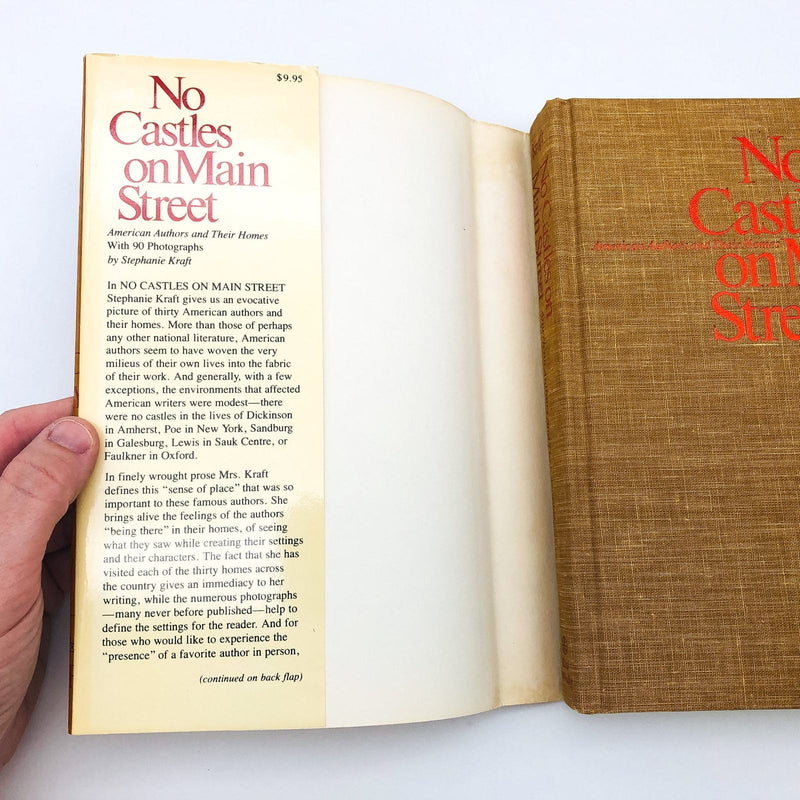 $9.95
No
Castles
on Main
Street
American Authors and Their Homes
With 90 Photographs
by Stephanie Kraft
In NO CASTLES ON MAIN STREET
Stephanie Kraft gives us an evocative
picture of thirty American authors and
their homes. More than those of perhaps
any other national literature, American
authors seem to have woven the very
milieus of their own lives into the fabric
of their work. And generally, with a few
exceptions, the environments that affected
American writers were modest—there
were no castles in the lives of Dickinson
in Amherst, Poe in New York, Sandburg
in Galesburg, Lewis in Sauk Centre, or
Faulkner in Oxford.
In finely wrought prose Mrs. Kraft
defines this “sense of place” that was so
important to these famous authors. She
brings alive the feelings of the authors
“being there” in their homes, of seeing
what they saw while creating their settings
and their characters. The fact that she has
visited each of the thirty homes across
the country gives an immediacy to her
writing, while the numerous photographs
—many never before published—help to
define the settings for the reader. And for
those who would like to experience the
“presence” of a favorite author in person,
(continued on back flap)
No
Cast
American Authors and Their Homes
on M
Stre